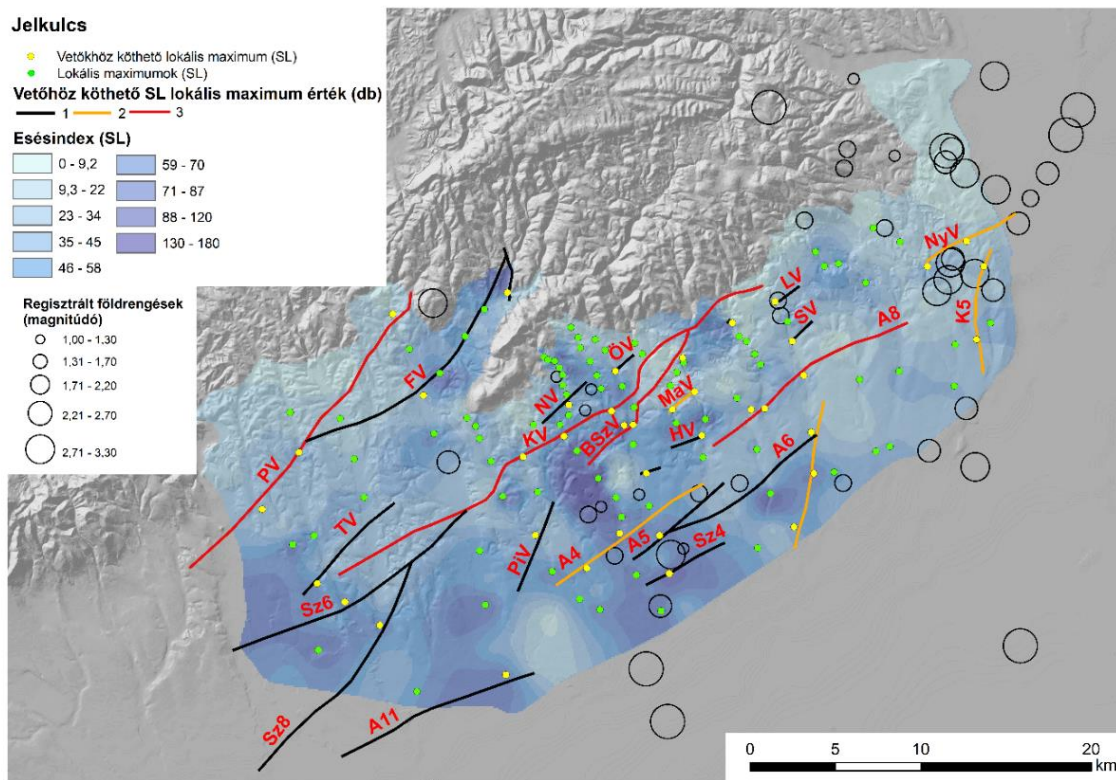 Jelkulcs
Vetőkhöz köthető lokális maximum (SL)
Lokális maximumok (SL)
Vetőhöz köthető SL lokális maximum érték (db)
1 2 3
Esésindex (SL)
0 - 9,2 59 - 70
9,3 - 22 71 - 87
23 - 34 88 - 120
35 - 45 130 - 180
46 - 58
Regisztrált földrengések
(magnitúdó)
1,00 - 1.30
1,31 - 1,70
1,71 - 2,20
2,21 - 2.70
2,71 - 3,30
NyV
LV
K5
SV
A8
ÖV
FV
NV
MaV
KV
BSzV
HV
PV
A6
TV
PIV
A4
A5
Sz4
Sz6
Sz8
A11
0 5 10 20
km